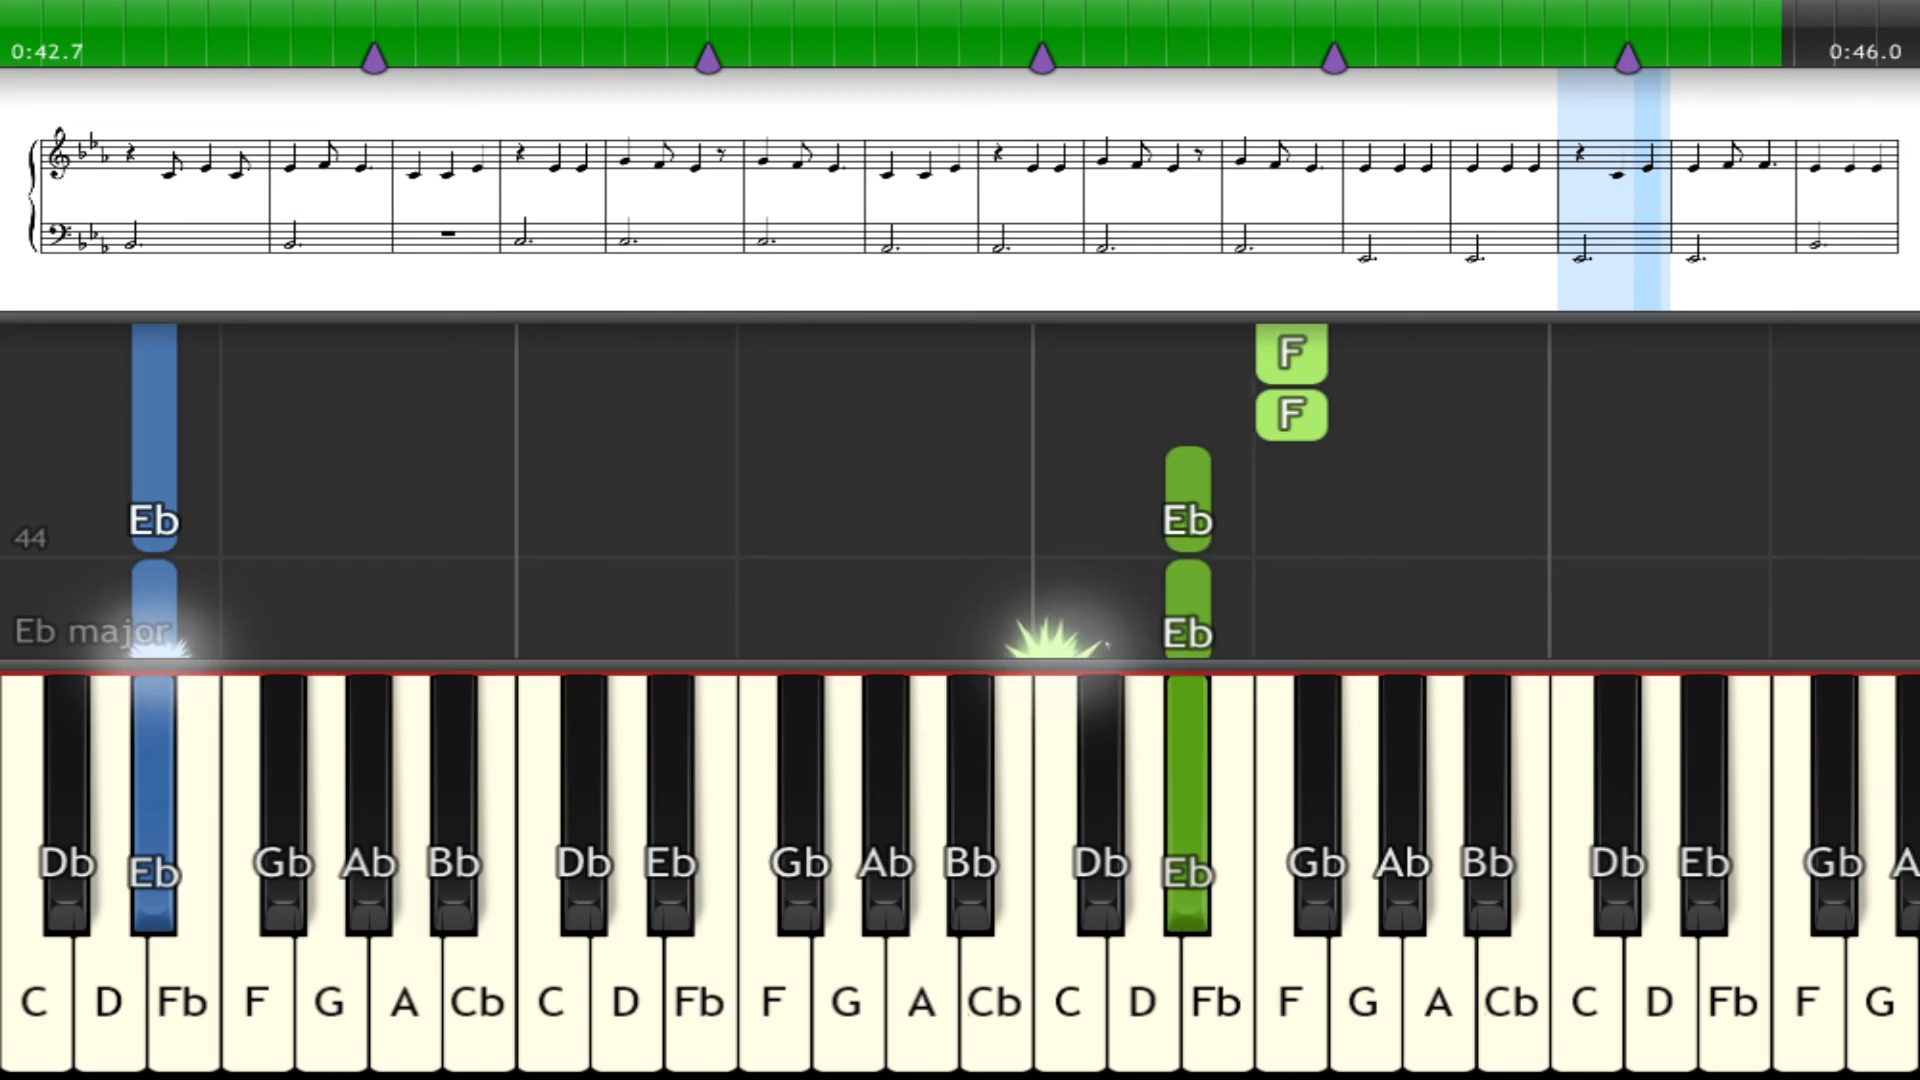 0:42.7 0:46.0
F
F
Eb Eb
44
Eb major Eb
Db Eb Gb Ab Bb Db Eb Gb Ab Bb Db Eb Gb Ab Bb Db Eb Gb A
C D Fb F G A Cb C D Fb F G A Cb C D Fb F G A Cb C D Fb F G